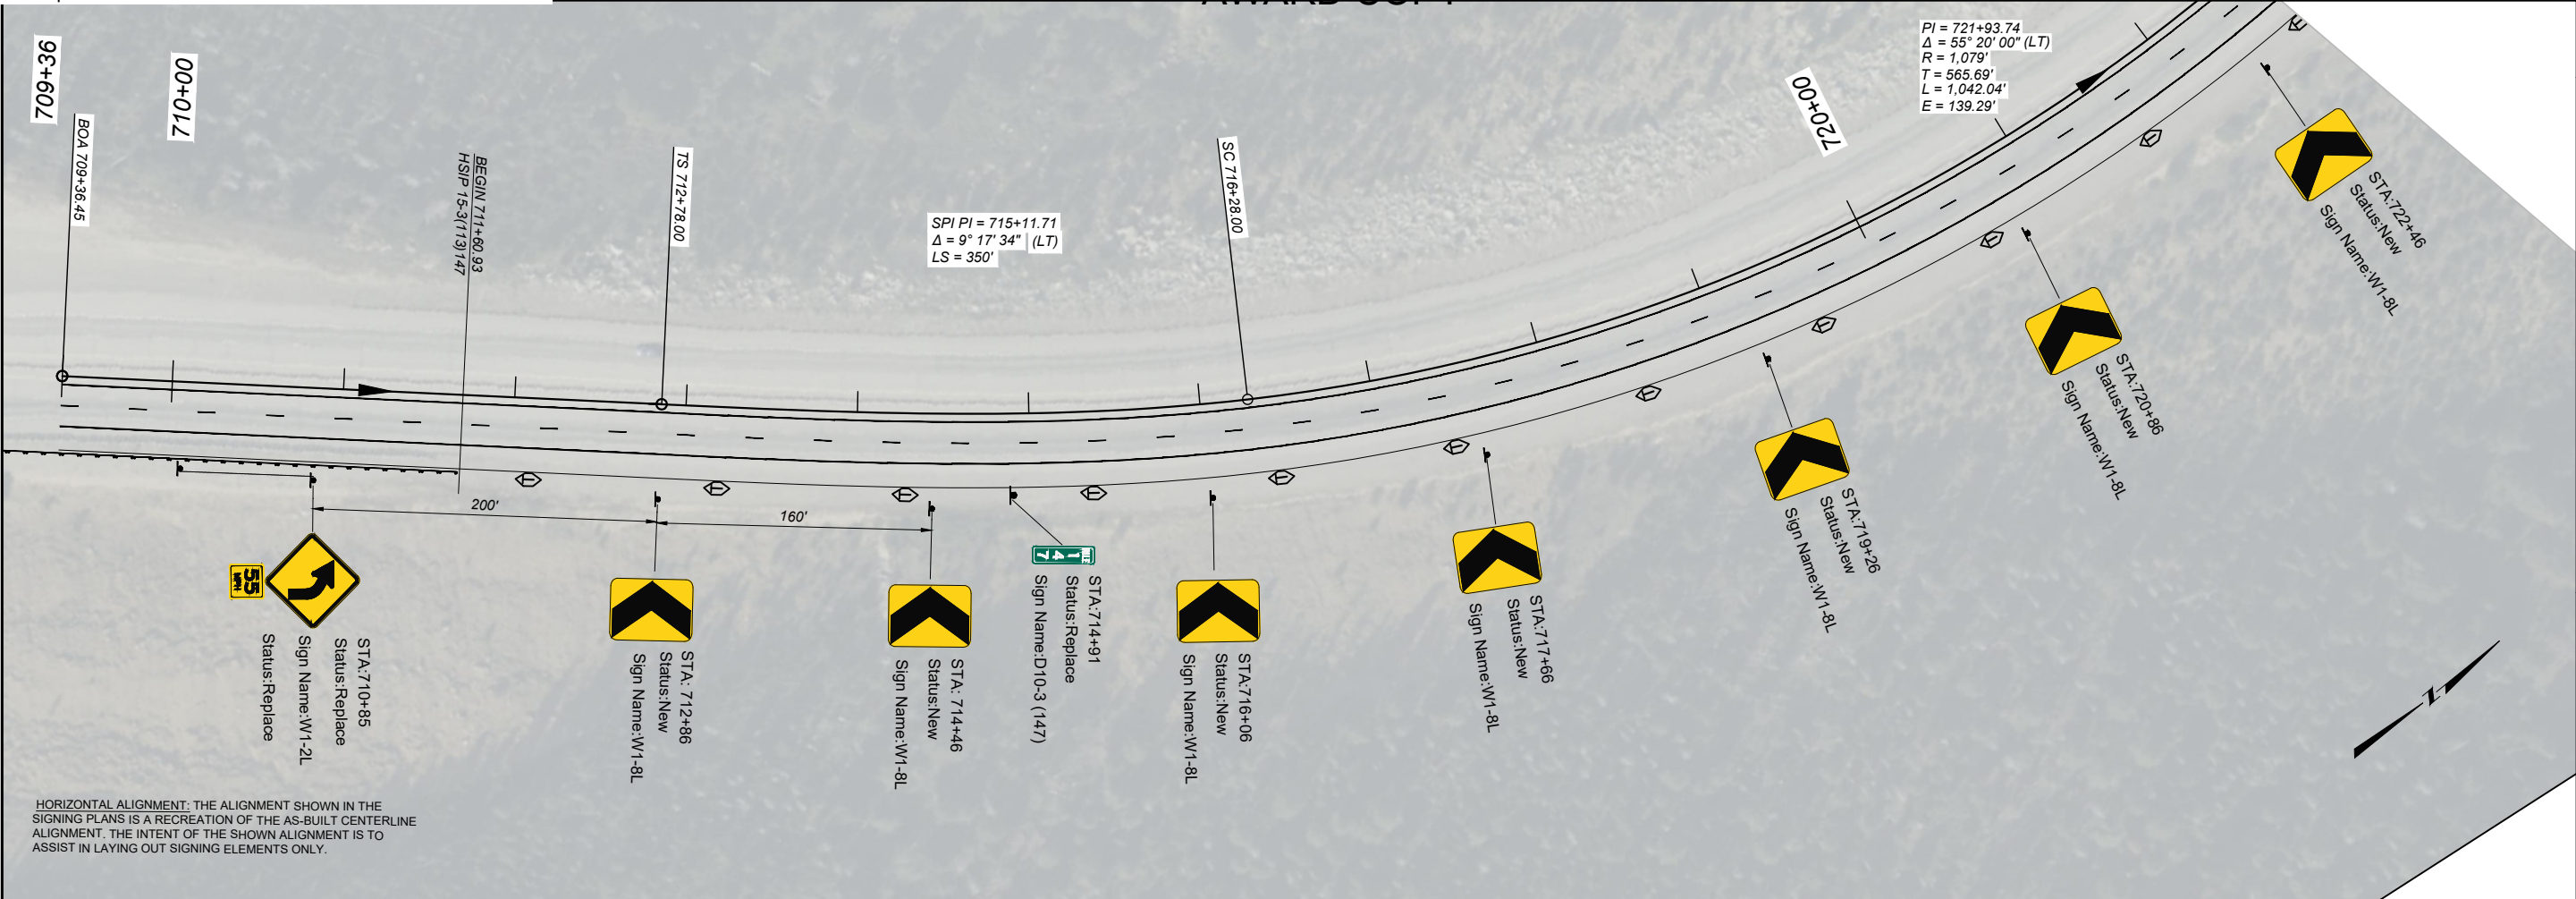 709+36
710+00
BOA 709+36.45
BEGIN 711+60.93
HSIP 15-3(113)147
TS 712+78.00
SPI PI = 715+11.71
Δ = 9° 17' 34" (LT)
LS = 350'
SC 716+28.00
720+00
PI = 721+93.74
Δ = 55° 20' 00" (LT)
R = 1,079'
T = 565.69'
L = 1,042.04'
E = 139.29'
200'
160'
55
MPH
STA:710+85
Status:Replace
Sign Name:W1-2L
Status:Replace
STA: 712+86
Status:New
Sign Name:W1-8L
STA: 714+46
Status:New
Sign Name:W1-8L
MILE
1
4
7
STA:714+91
Status:Replace
Sign Name:D10-3 (147)
STA:716+06
Status:New
Sign Name:W1-8L
STA:717+66
Status:New
Sign Name:W1-8L
STA:719+26
Status:New
Sign Name:W1-8L
STA:720+86
Status:New
Sign Name:W1-8L
STA:722+46
Status:New
Sign Name:W1-8L
Z
HORIZONTAL ALIGNMENT: THE ALIGNMENT SHOWN IN THE
SIGNING PLANS IS A RECREATION OF THE AS-BUILT CENTERLINE
ALIGNMENT. THE INTENT OF THE SHOWN ALIGNMENT IS TO
ASSIST IN LAYING OUT SIGNING ELEMENTS ONLY.